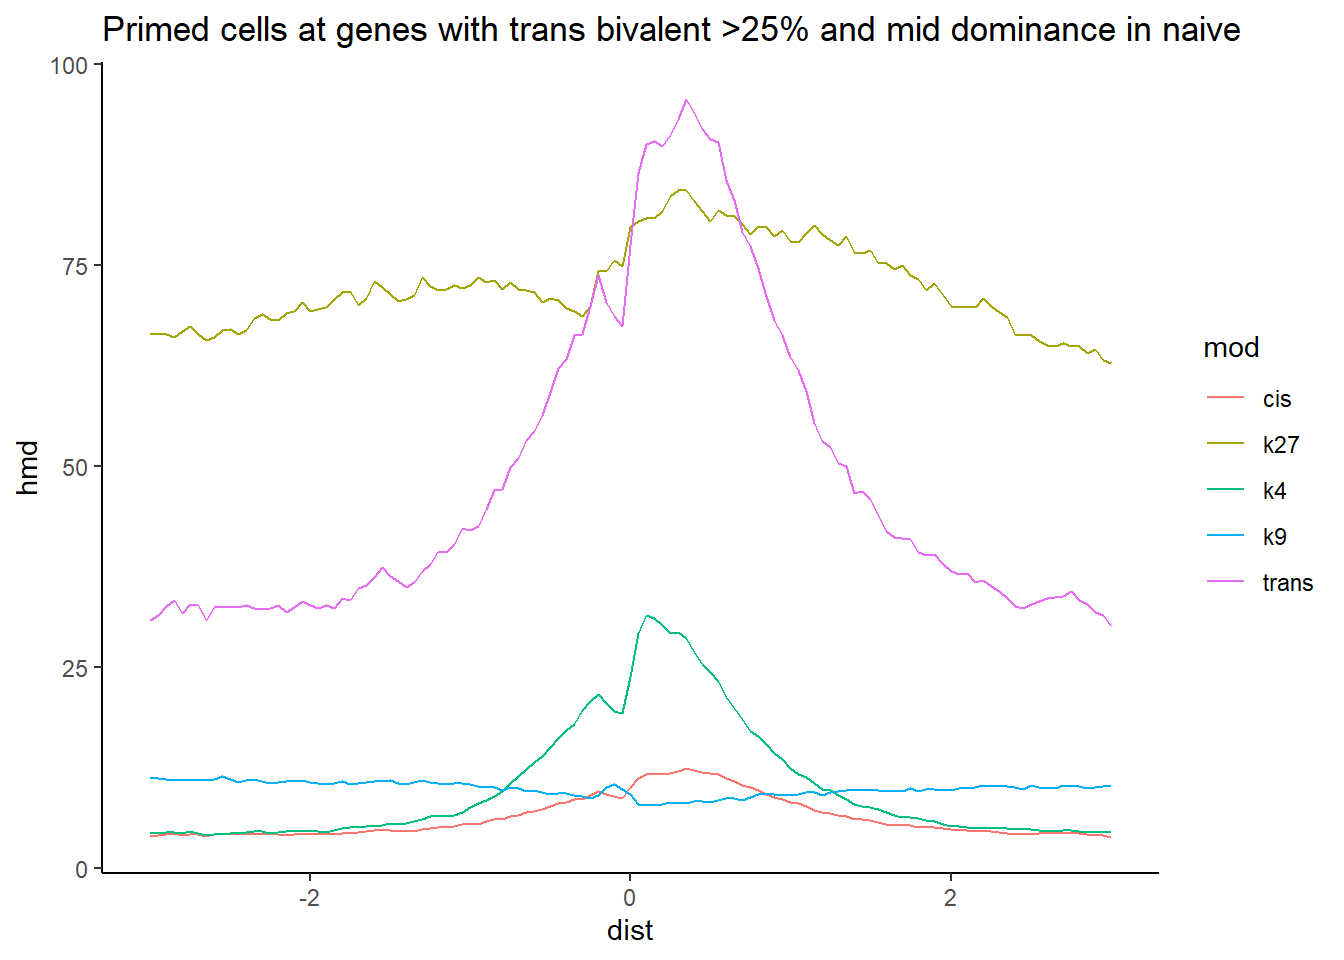 Primed cells at genes with trans bivalent >25% and mid dominance in naive
100
75
50
25
0
hmd
-2
0
2
dist
mod
cis
k27
k4
k9
trans